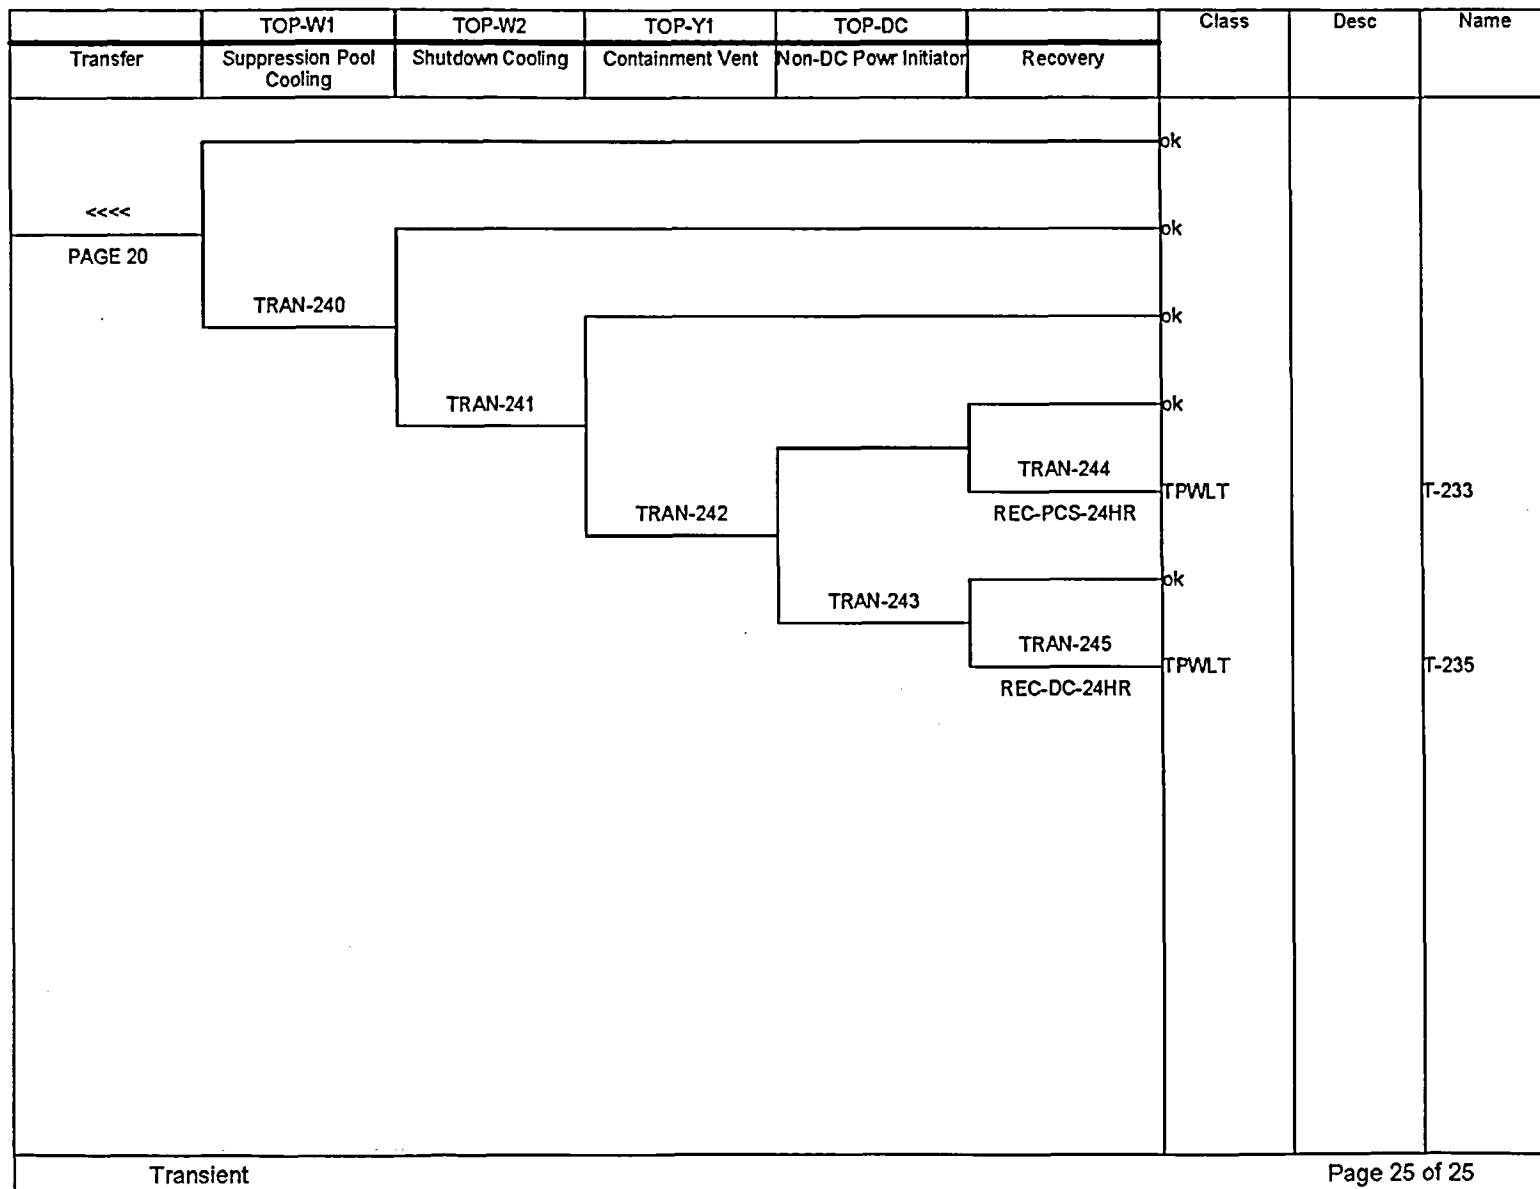 TOP-W1 TOP-W2 TOP-Y1 TOP-DC Class Desc Name
Transfer Suppression Pool Shutdown Cooling Containment Vent Non-DC Powr Initiator Recovery
Cooling
ok
<<<<
ok
PAGE 20
TRAN-240
ok
TRAN-241
ok
TRAN-244
TPWLT T-233
TRAN-242 REC-PCS-24HR
ok
TRAN-243
TRAN-245
TPWLT T-235
REC-DC-24HR
Transient Page 25 of 25